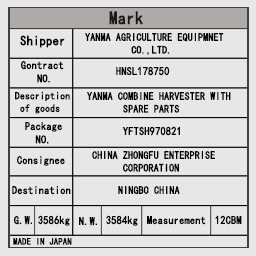 Mark
Shipper
YANMA AGRICULTURE EQUIPMNET
CO.,LTD.
Gontract
NO.
HNSL178750
Description
of goods
YANMA COMBINE HARVESTER WITH
SPARE PARTS
Package
NO.
YFTSH970821
Consignee
CHINA ZHONGFU ENTERPRISE
CORPORATION
Destination
NINGBO CHINA
G.W. 3586kg N.W. 3584kg Measurement 12CBM
MADE IN JAPAN